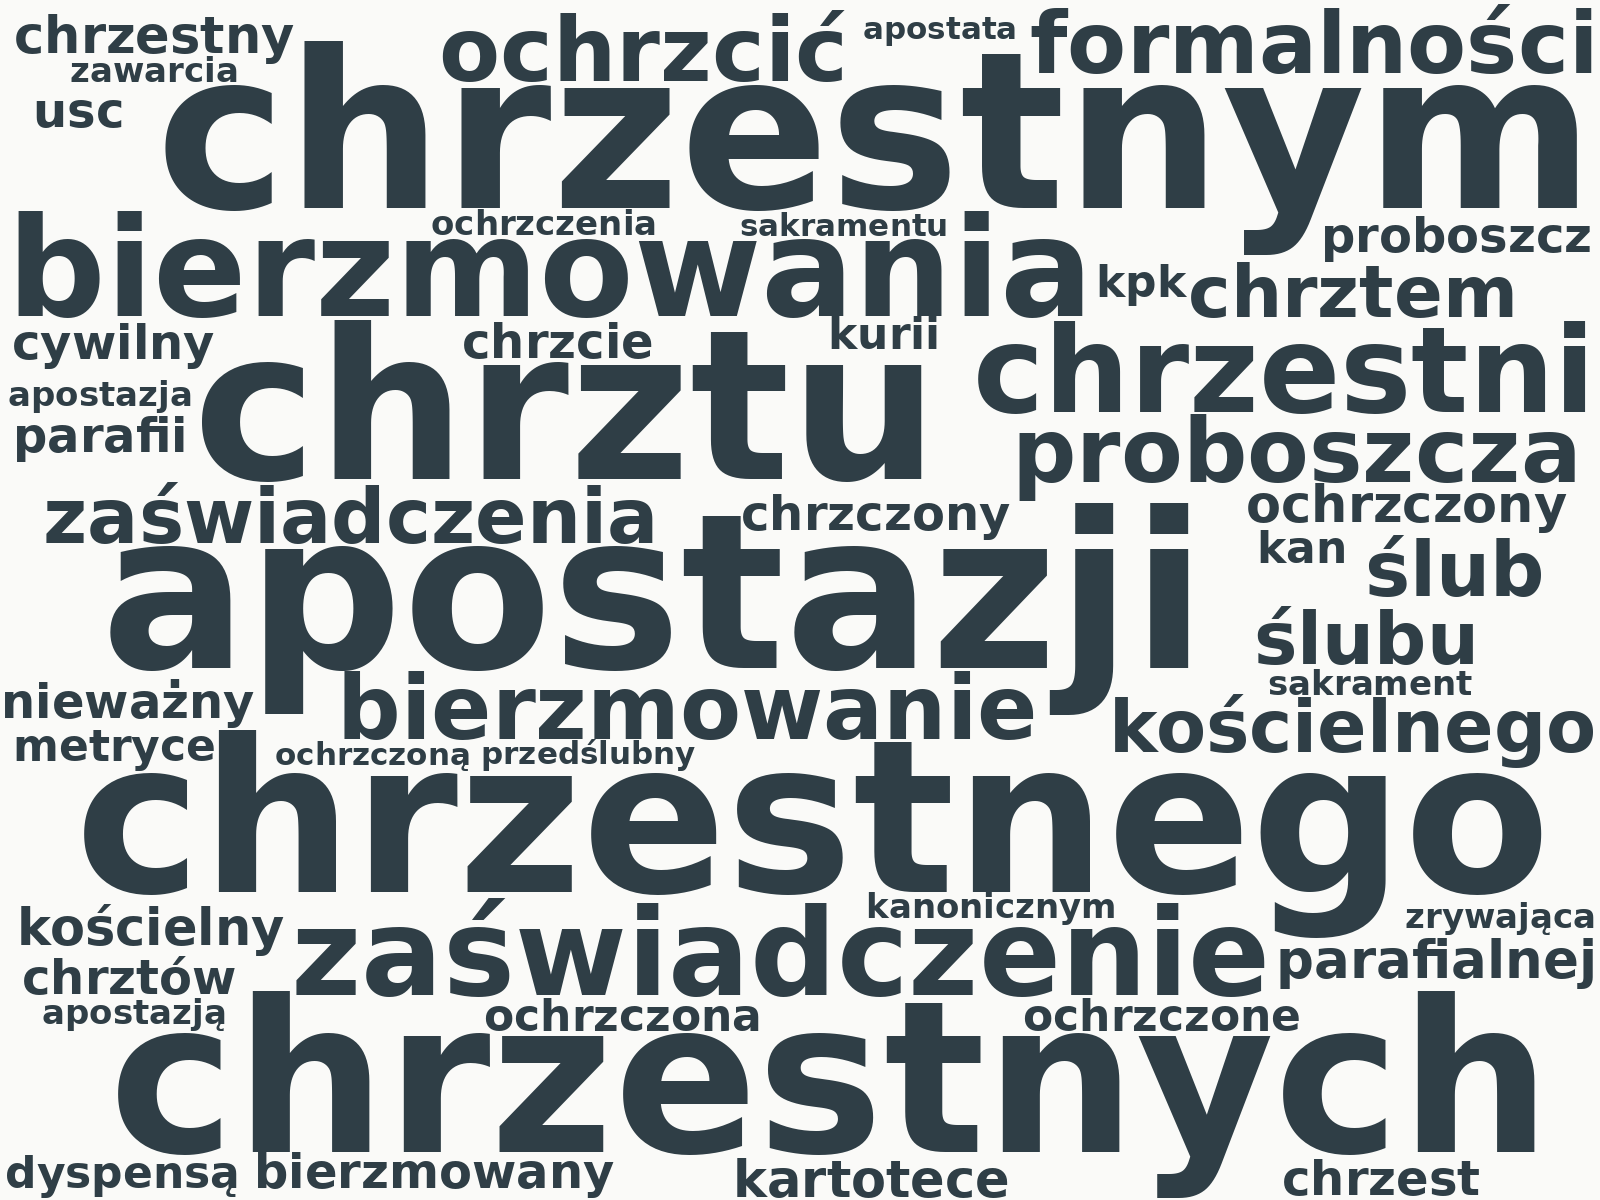 chrzestny ochrzcić apostata formalności
zawarcia
usc chrzestnym
ochrzczenia sakramentu proboszcz
bierzmowania kpk chrztem
cywilny chrzcie kurii
apostazja chrztu chrzestni
parafii proboszcza
zaświadczenia chrzczony ochrzczony
kan ślub
apostazji ślubu
sakrament
nieważny bierzmowanie kościelnego
metryce ochrzczoną przedślubny
chrzestnego
kanonicznym zrywająca
kościelny zaświadczenie parafialnej
chrztów
apostazją ochrzczona ochrzczone
chrzestnych
dyspensą bierzmowany kartotece chrzest